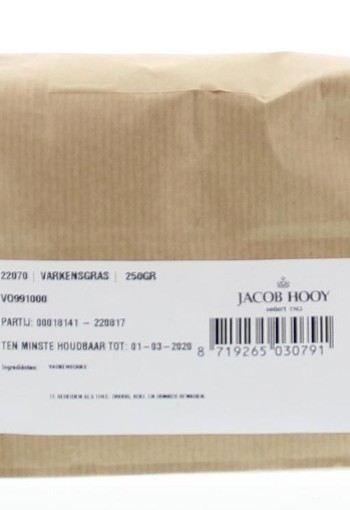 22070 | VARKENSGRAS | 250GR
VO991000
JACOB HOOY
PARTIJ: 00018141 - 220817
TEN MINSTE HOUDBAAR TOT: 01-03-2020
8 719265 030791
Ingrediënten: VARKENSGRAS